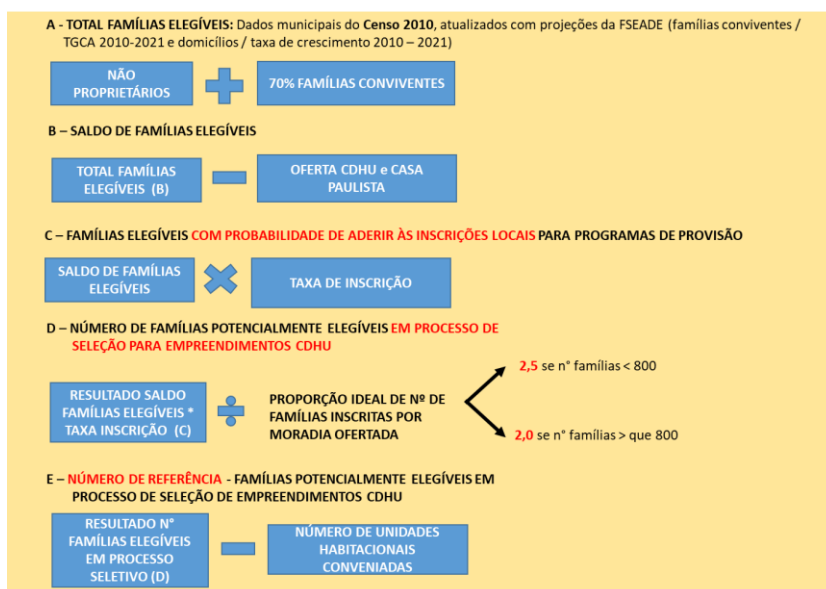 A - TOTAL FAMÍLIAS ELEGÍVEIS: Dados municipais do Censo 2010, atualizados com projeções da FSEADE (famílias conviventes /
TGCA 2010-2021 e domicílios / taxa de crescimento 2010 – 2021)
NÃO
PROPRIETÁRIOS
70% FAMÍLIAS CONVIVENTES
B – SALDO DE FAMÍLIAS ELEGÍVEIS
TOTAL FAMÍLIAS
ELEGÍVEIS (B)
OFERTA CDHU e CASA
PAULISTA
C – FAMÍLIAS ELEGÍVEIS COM PROBABILIDADE DE ADERIR ÀS INSCRIÇÕES LOCAIS PARA PROGRAMAS DE PROVISÃO
SALDO DE FAMÍLIAS
ELEGÍVEIS
TAXA DE INSCRIÇÃO
D – NÚMERO DE FAMÍLIAS POTENCIALMENTE ELEGÍVEIS EM PROCESSO DE
SELEÇÃO PARA EMPREENDIMENTOS CDHU
RESULTADO SALDO
FAMÍLIAS ELEGÍVEIS *
TAXA INSCRIÇÃO (C)
PROPORÇÃO IDEAL DE Nº DE
FAMÍLIAS INSCRITAS POR
MORADIA OFERTADA
2,5 se n° famílias < 800
2,0 se n° famílias > que 800
E – NÚMERO DE REFERÊNCIA - FAMÍLIAS POTENCIALMENTE ELEGÍVEIS EM
PROCESSO DE SELEÇÃO DE EMPREENDIMENTOS CDHU
RESULTADO N°
FAMÍLIAS ELEGÍVEIS
EM PROCESSO
SELETIVO (D)
NÚMERO DE UNIDADES
HABITACIONAIS
CONVENIADAS